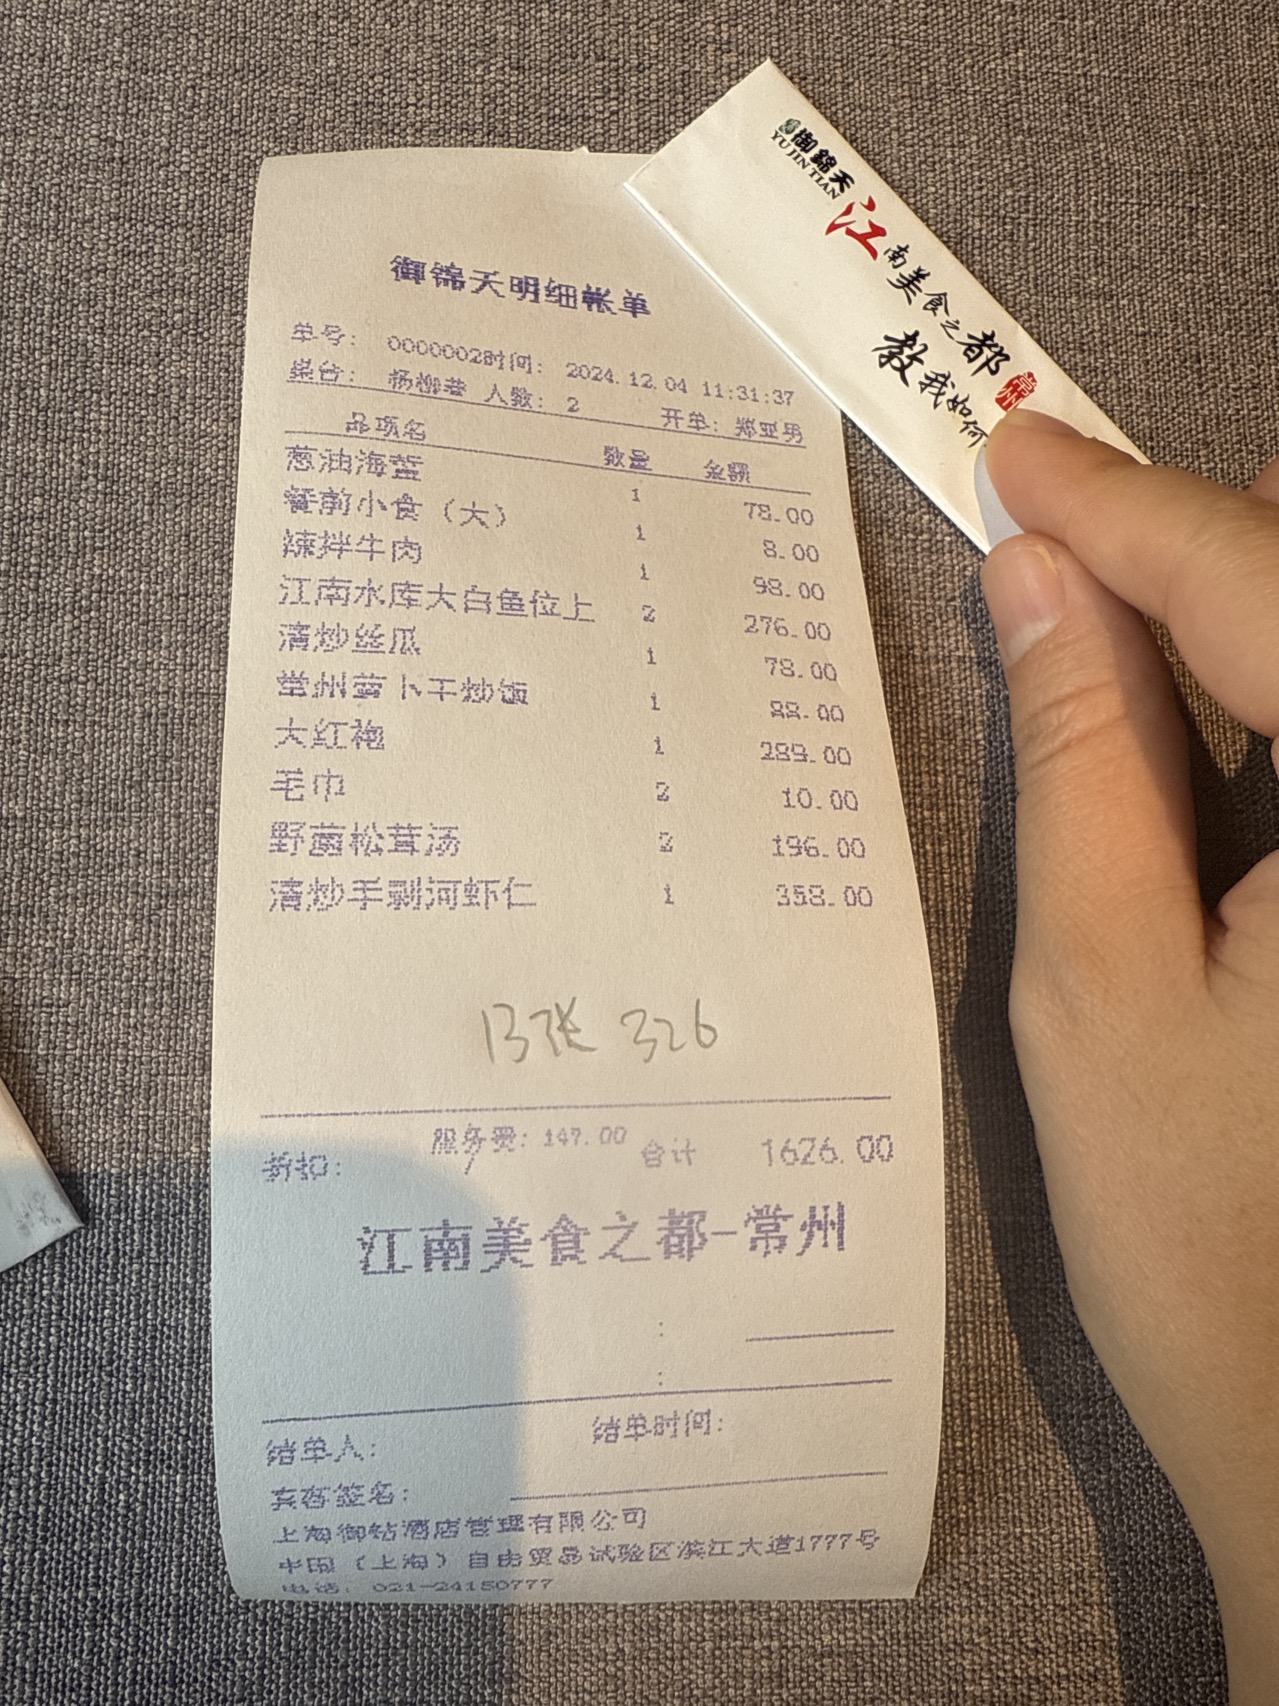 御錦天
YU JIN TIAN
江南美食之都
教我如何
常州
御锦天明细帐单
单号： 0000002时间： 2024.12.04 11:31:37
餐台： 杨柳巷 人数： 2 开单：郑亚男
品项名 数量 金额
葱油海蜇 1 78.00
餐前小食（大） 1 8.00
辣拌牛肉 1 98.00
江南水库大白鱼位上 2 276.00
清炒丝瓜 1 78.00
常州萝卜干炒饭 1 88.00
大红袍 1 289.00
毛巾 2 10.00
野菌松茸汤 2 196.00
清炒手剥河虾仁 1 358.00
13张 326
折扣： 服务费：147.00 合计 1626.00
江南美食之都-常州
:
:
结单人： 结单时间：
宾客签名：
上海御钻酒店管理有限公司
中国（上海）自由贸易试验区滨江大道1777号
电话：021-24150777